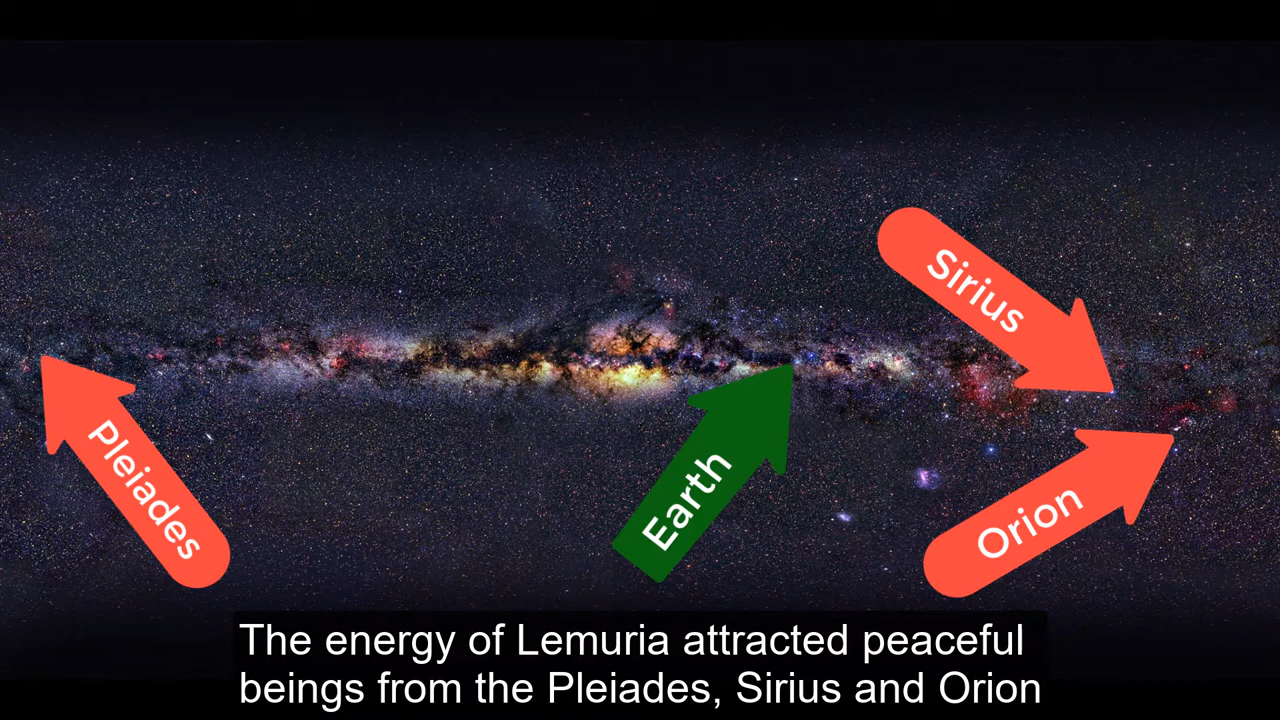 Sirius
Pleiades
Earth
Orion
The energy of Lemuria attracted peaceful
beings from the Pleiades, Sirius and Orion